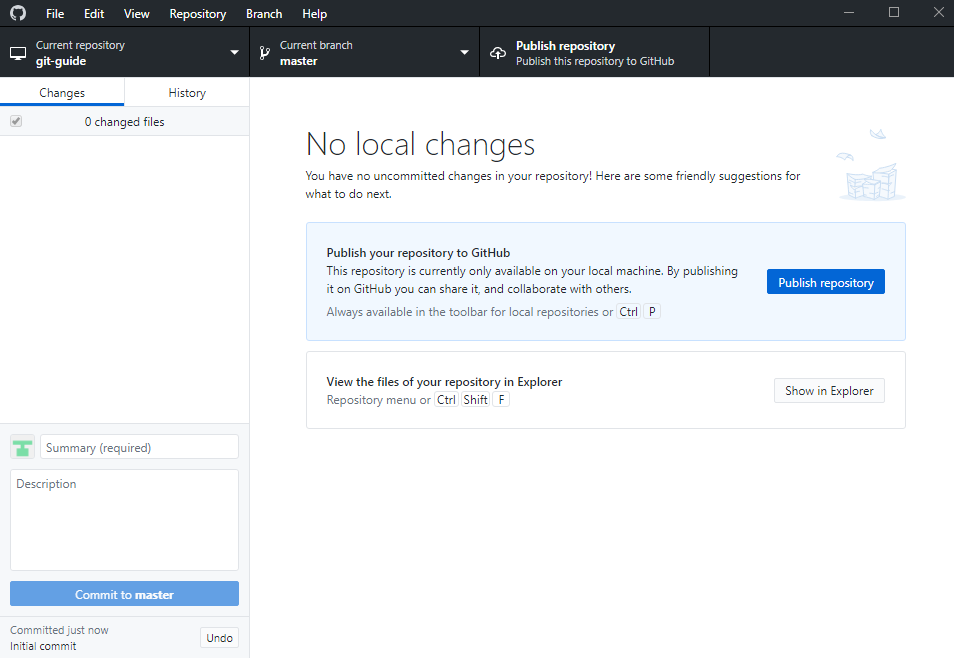 File Edit View Repository Branch Help
Current repository
git-guide
Current branch
master
Publish repository
Publish this repository to GitHub
Changes History
0 changed files
No local changes
You have no uncommitted changes in your repository! Here are some friendly suggestions for
what to do next.
Publish your repository to GitHub
This repository is currently only available on your local machine. By publishing
it on GitHub you can share it, and collaborate with others.
Always available in the toolbar for local repositories or Ctrl P
Publish repository
View the files of your repository in Explorer
Repository menu or Ctrl Shift F
Show in Explorer
Summary (required)
Description
Commit to master
Committed just now
Initial commit
Undo